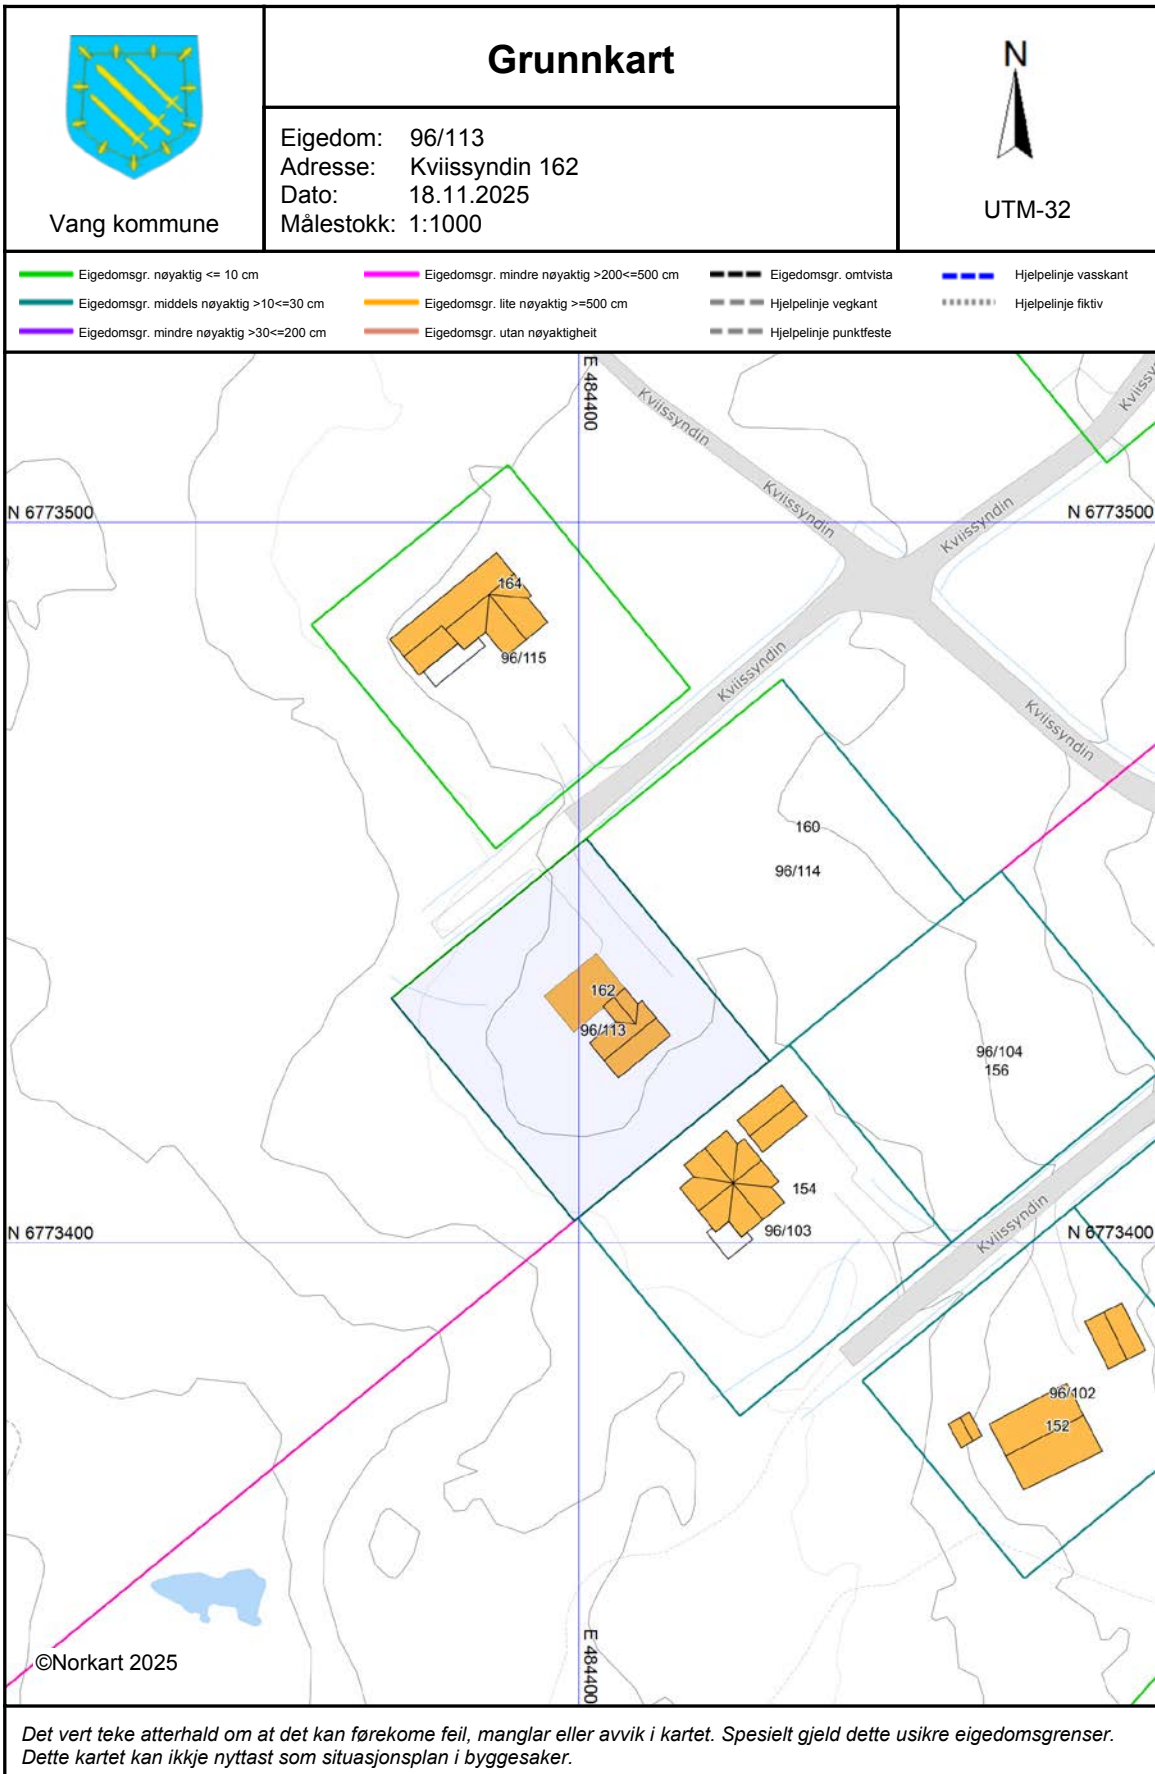 Grunnkart
Vang kommune
Eigedom: 96/113
Adresse: Kviissyndin 162
Dato: 18.11.2025
Målestokk: 1:1000
N
UTM-32
Eigedomsgr. nøyaktig <= 10 cm
Eigedomsgr. middels nøyaktig >10<=30 cm
Eigedomsgr. mindre nøyaktig >30<=200 cm
Eigedomsgr. mindre nøyaktig >200<=500 cm
Eigedomsgr. lite nøyaktig >=500 cm
Eigedomsgr. utan nøyaktigheit
Eigedomsgr. omtvista
Hjelpelinje vegkant
Hjelpelinje punktfeste
Hjelpelinje vasskant
Hjelpelinje fiktiv
E 484400
Kviissyndin
N 6773500
Kviissyndin
Kviissyndin
N 6773500
164
96/115
Kviissyndin
Kviissyndin
160
96/114
162
96/113
96/104
156
154
96/103
N 6773400
Kviissyndin
N 6773400
96/102
152
E 484400
©Norkart 2025
Det vert teke atterhald om at det kan førekome feil, manglar eller avvik i kartet. Spesielt gjeld dette usikre eigedomsgrenser.
Dette kartet kan ikkje nyttast som situasjonsplan i byggesaker.